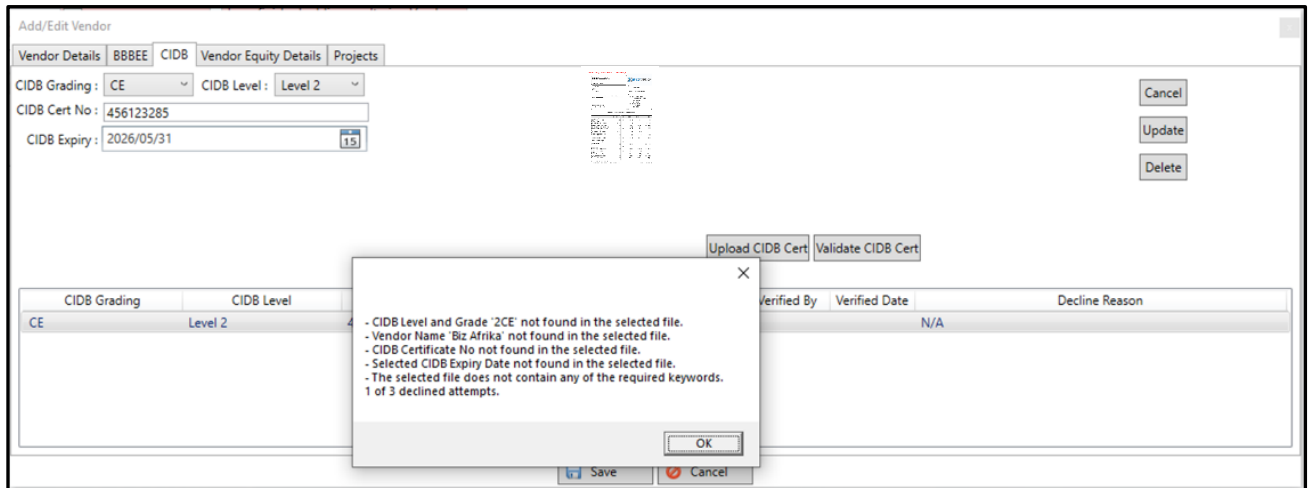 Add/Edit Vendor
Vendor Details BBBEE CIDB Vendor Equity Details Projects
CIDB Grading : CE CIDB Level : Level 2
Cancel
CIDB Cert No : 456123285
CIDB Expiry : 2026/05/31 15
Update
Delete
Upload CIDB Cert Validate CIDB Cert
CIDB Grading CIDB Level Verified By Verified Date Decline Reason
CE Level 2 4 N/A
- CIDB Level and Grade '2CE' not found in the selected file.
- Vendor Name 'Biz Afrika' not found in the selected file.
- CIDB Certificate No not found in the selected file.
- Selected CIDB Expiry Date not found in the selected file.
- The selected file does not contain any of the required keywords.
1 of 3 declined attempts.
OK
Save Cancel